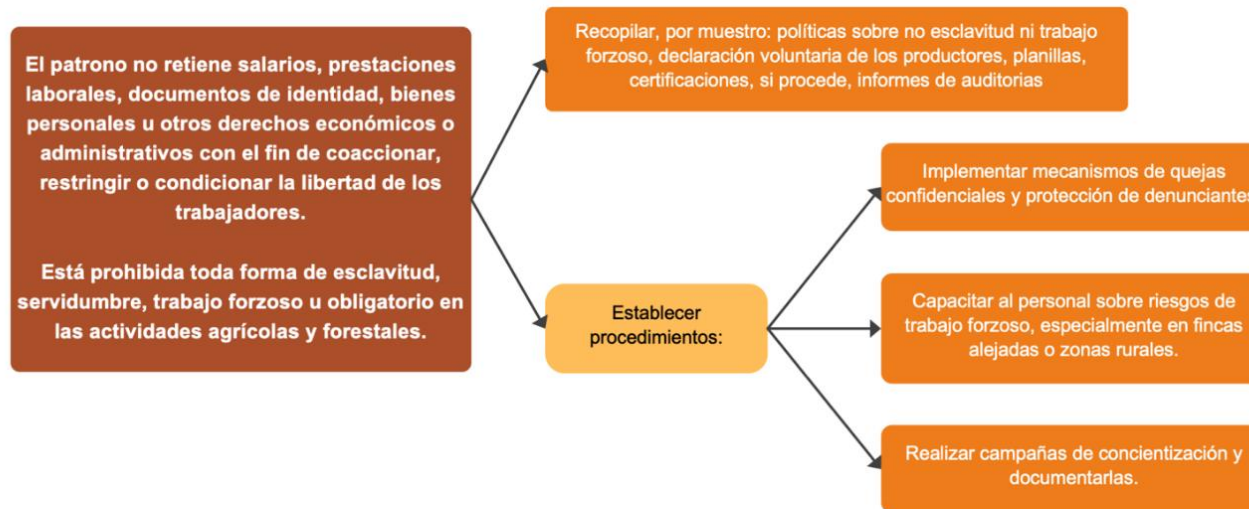 El patrono no retiene salarios, prestaciones
laborales, documentos de identidad, bienes
personales u otros derechos económicos o
administrativos con el fin de coaccionar,
restringir o condicionar la libertad de los
trabajadores.
Está prohibida toda forma de esclavitud,
servidumbre, trabajo forzoso u obligatorio en
las actividades agrícolas y forestales.
Recopilar, por muestro: políticas sobre no esclavitud ni trabajo
forzoso, declaración voluntaria de los productores, planillas,
certificaciones, si procede, informes de auditorias
Establecer
procedimientos:
Implementar mecanismos de quejas
confidenciales y protección de denunciantes
Capacitar al personal sobre riesgos de
trabajo forzoso, especialmente en fincas
alejadas o zonas rurales.
Realizar campañas de concientización y
documentarlas.